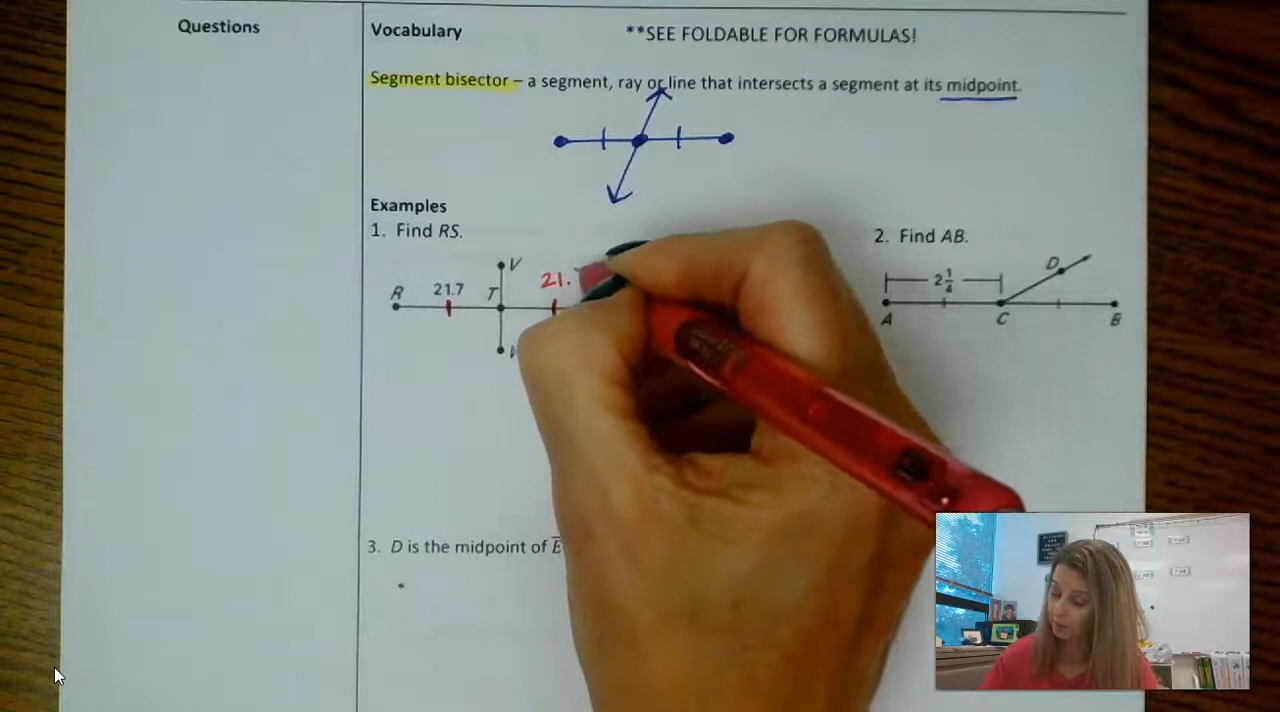 Questions
Vocabulary
**SEE FOLDABLE FOR FORMULAS!
Segment bisector – a segment, ray or line that intersects a segment at its midpoint.
Examples
1. Find RS.
R 21.7 T V 21.
2. Find AB.
2 1/4
D
A C B
3. D is the midpoint of E